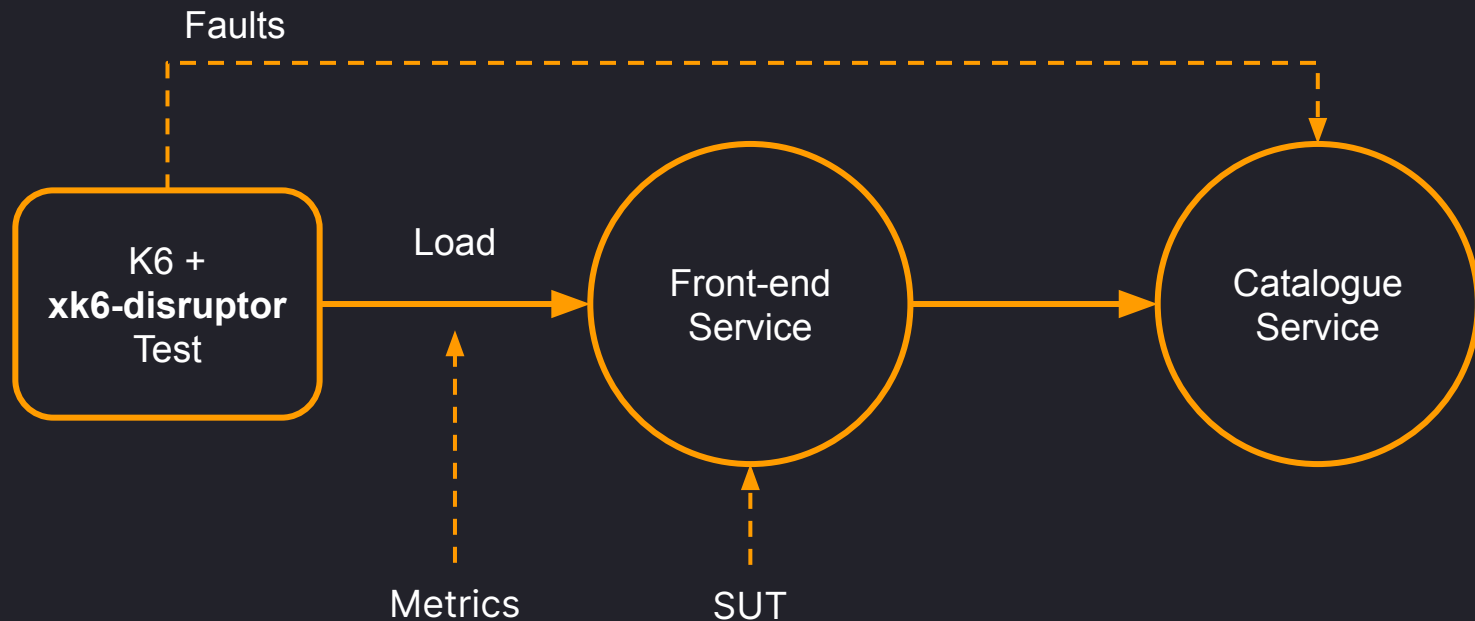 Faults
K6 +
xk6-disruptor
Test
Load
Front-end
Service
Catalogue
Service
Metrics
SUT